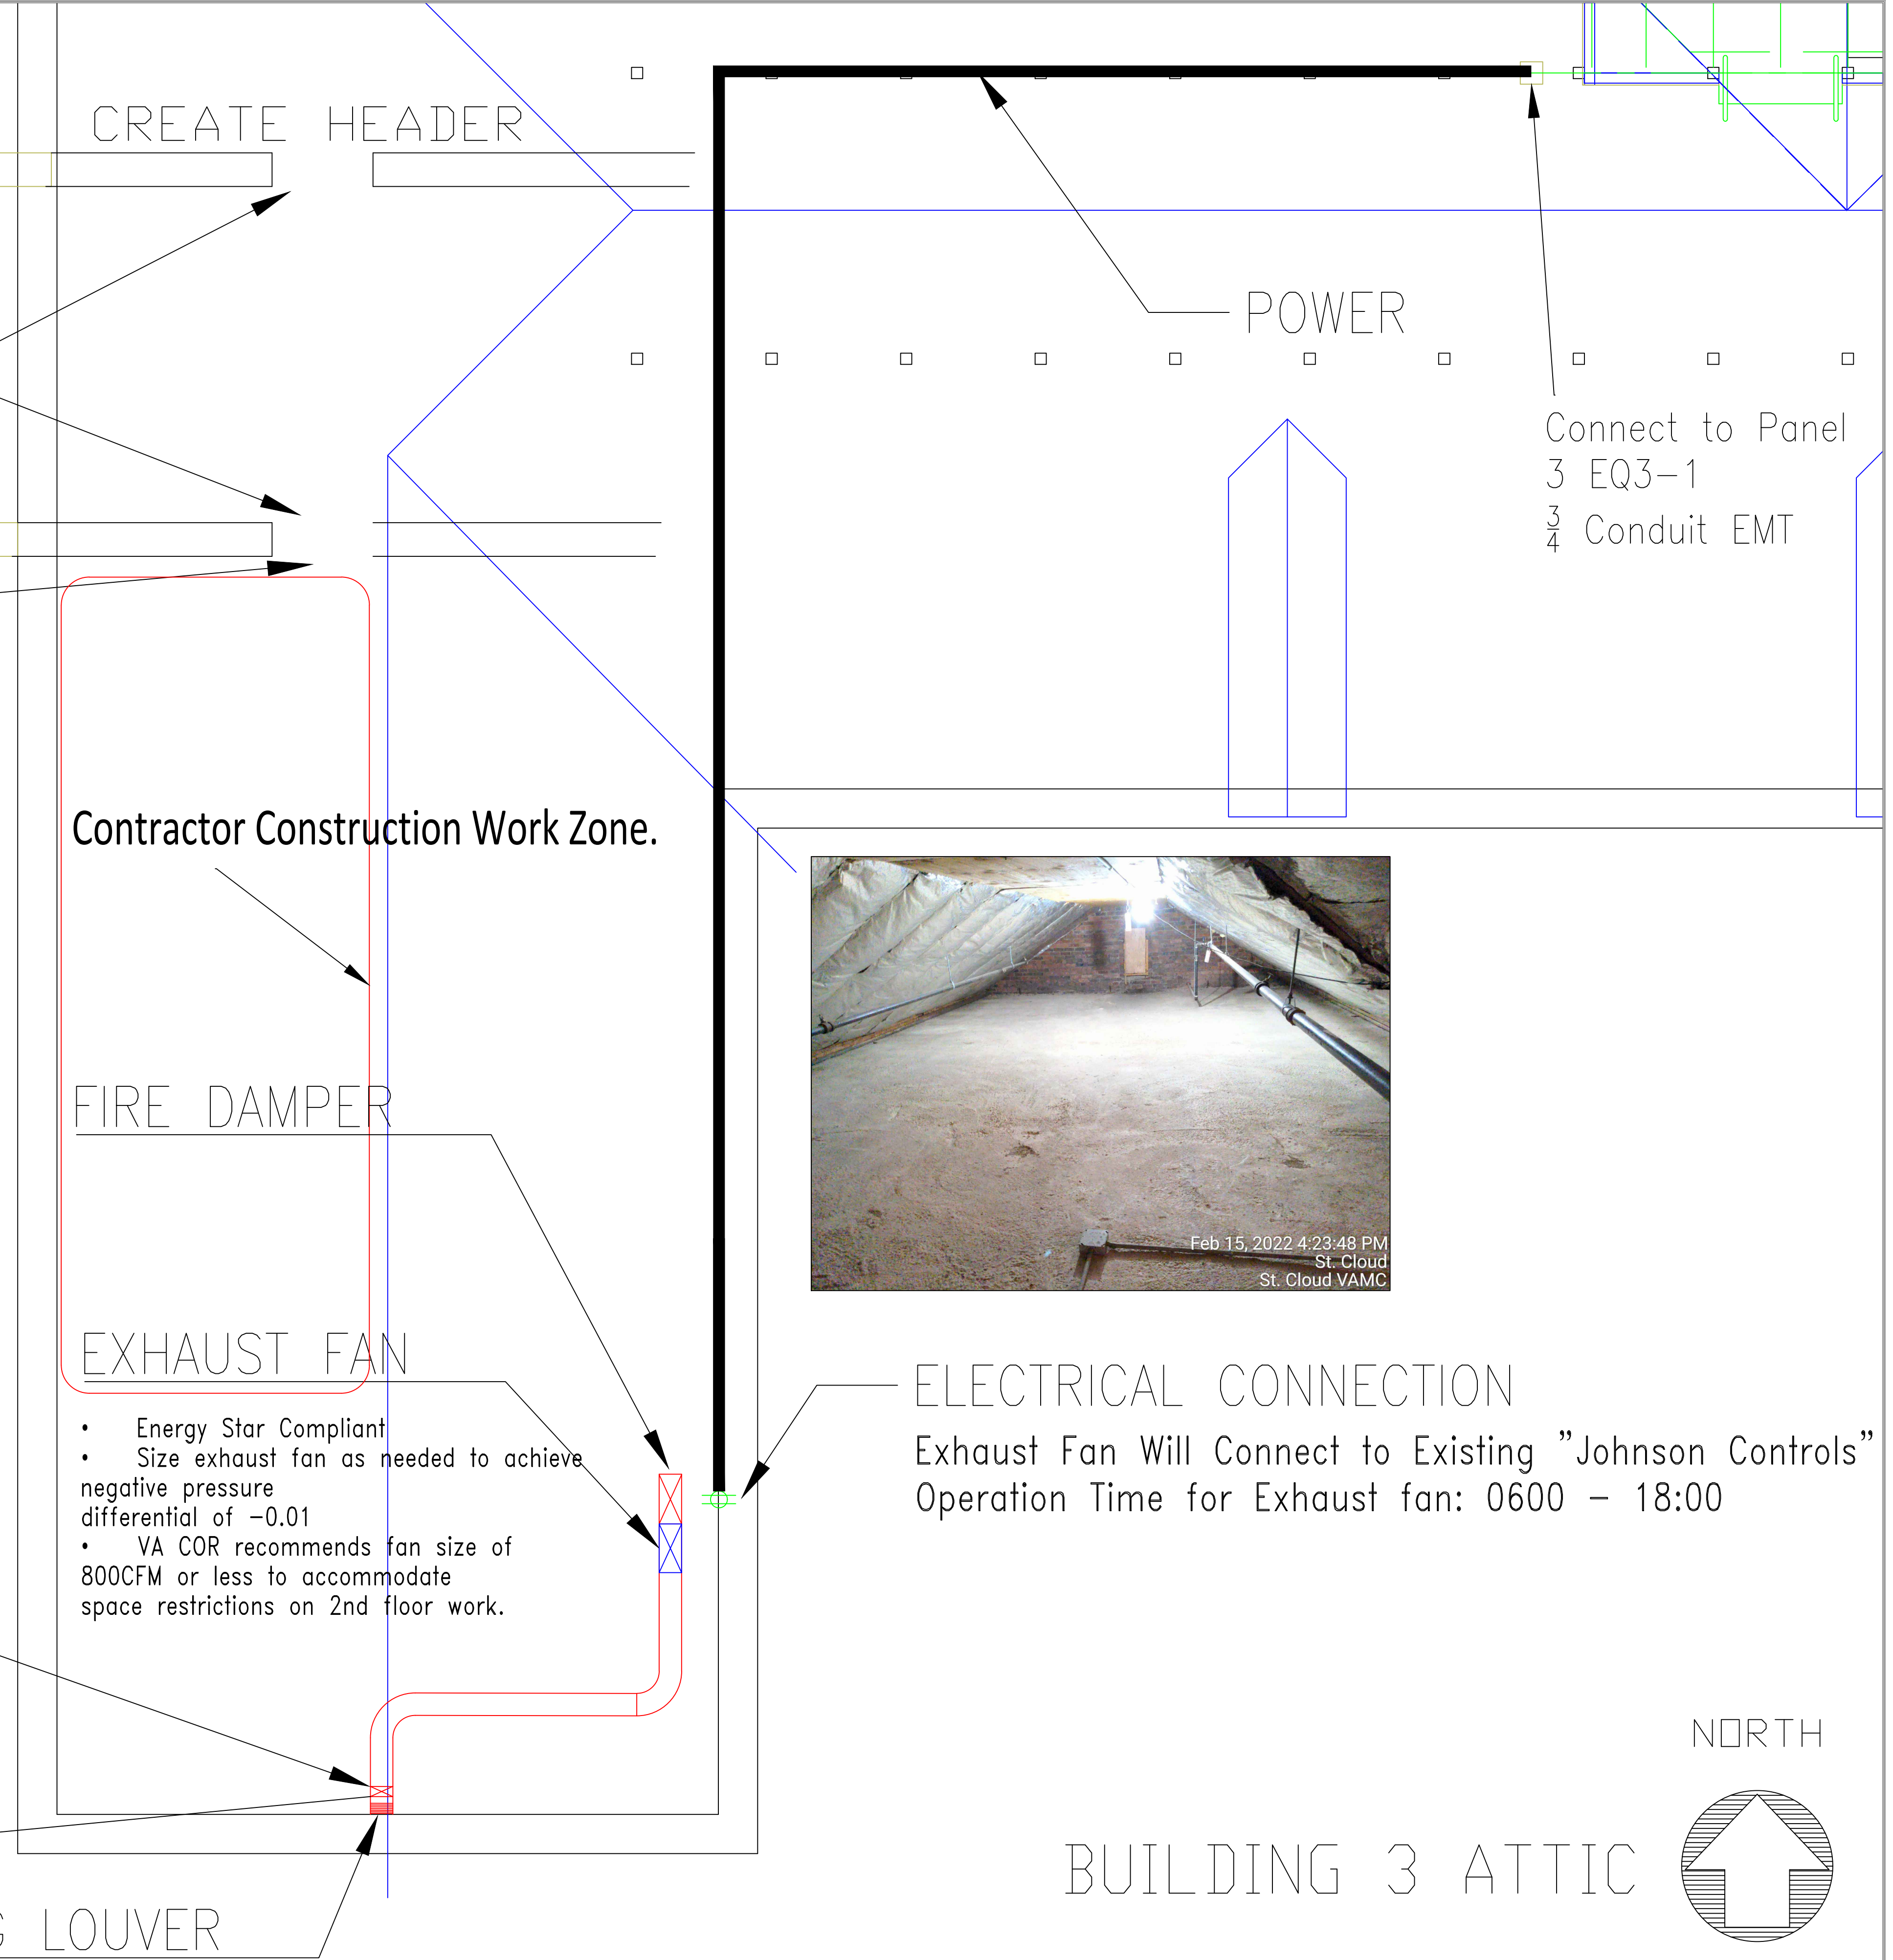 CREATE HEADER
POWER
Connect to Panel
3 EQ3-1
3/4 Conduit EMT
Contractor Construction Work Zone.
FIRE DAMPER
Feb 15, 2022 4:23:48 PM
St. Cloud
St. Cloud VAMC
EXHAUST FAN
• Energy Star Compliant
• Size exhaust fan as needed to achieve
negative pressure
differential of -0.01
• VA COR recommends fan size of
800CFM or less to accommodate
space restrictions on 2nd floor work.
ELECTRICAL CONNECTION
Exhaust Fan Will Connect to Existing "Johnson Controls"
Operation Time for Exhaust fan: 0600 - 18:00
NORTH
BUILDING 3 ATTIC
LOUVER